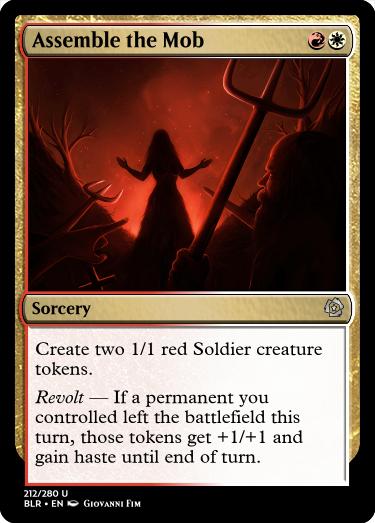 Assemble the Mob
Sorcery
Create two 1/1 red Soldier creature
tokens.
Revolt — If a permanent you
controlled left the battlefield this
turn, those tokens get +1/+1 and
gain haste until end of turn.
212/280 U
BLR • EN Giovanni Fim